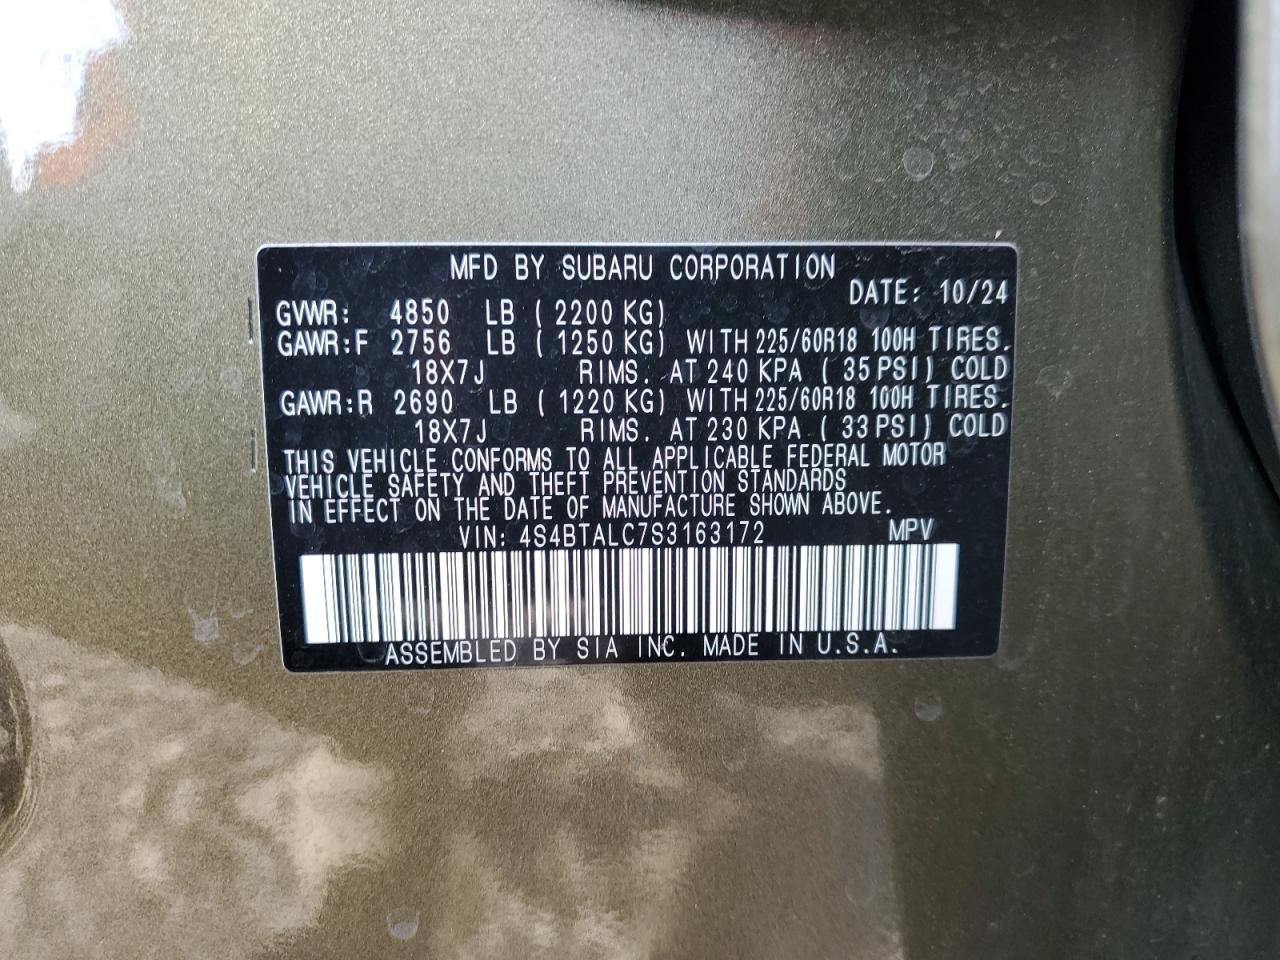 MFD BY SUBARU CORPORATION
DATE: 10/24
GVWR: 4850 LB ( 2200 KG)
GAWR:F 2756 LB ( 1250 KG) WITH 225/60R18 100H TIRES.
18X7J RIMS. AT 240 KPA ( 35 PSI) COLD
GAWR:R 2690 LB ( 1220 KG) WITH 225/60R18 100H TIRES.
18X7J RIMS. AT 230 KPA ( 33 PSI) COLD
THIS VEHICLE CONFORMS TO ALL APPLICABLE FEDERAL MOTOR
VEHICLE SAFETY AND THEFT PREVENTION STANDARDS
IN EFFECT ON THE DATE OF MANUFACTURE SHOWN ABOVE.
VIN: 4S4BTALC7S3163172 MPV
ASSEMBLED BY SIA INC. MADE IN U.S.A.